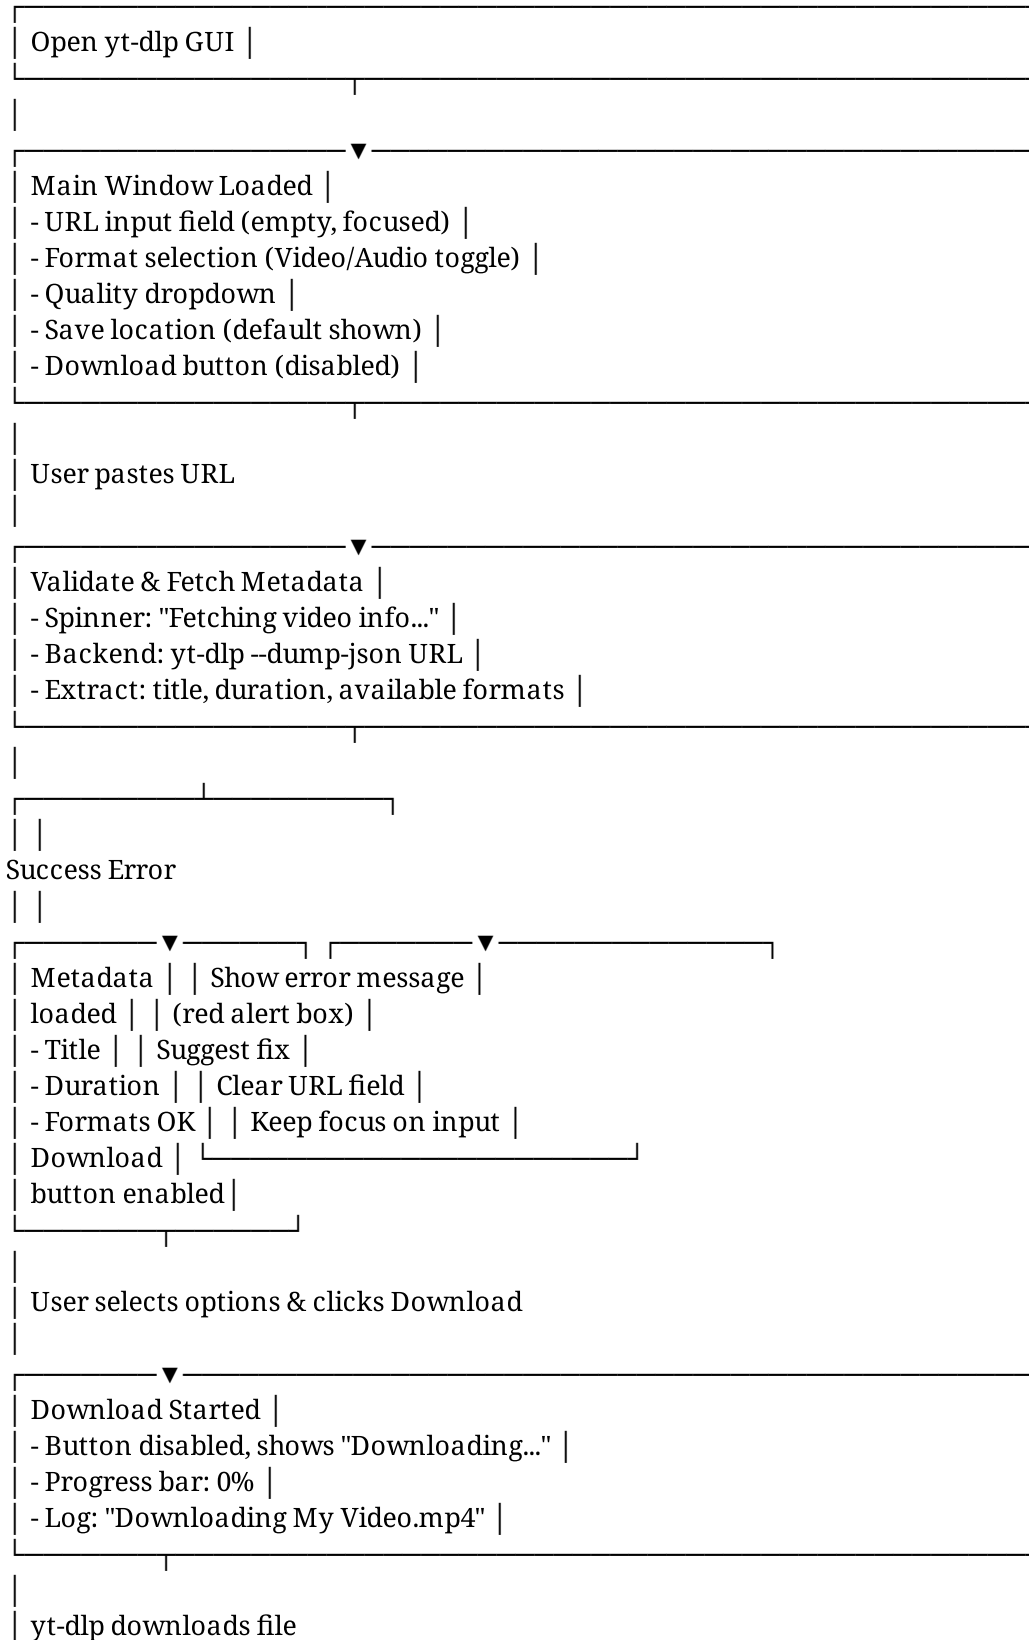 Open yt-dlp GUI
Main Window Loaded
- URL input field (empty, focused)
- Format selection (Video/Audio toggle)
- Quality dropdown
- Save location (default shown)
- Download button (disabled)
User pastes URL
Validate & Fetch Metadata
- Spinner: "Fetching video info..."
- Backend: yt-dlp --dump-json URL
- Extract: title, duration, available formats
Success Error
Metadata │ │ Show error message
loaded │ │ (red alert box)
- Title │ │ Suggest fix
- Duration │ │ Clear URL field
- Formats OK │ │ Keep focus on input
Download
button enabled
User selects options & clicks Download
Download Started
- Button disabled, shows "Downloading..."
- Progress bar: 0%
- Log: "Downloading My Video.mp4"
yt-dlp downloads file